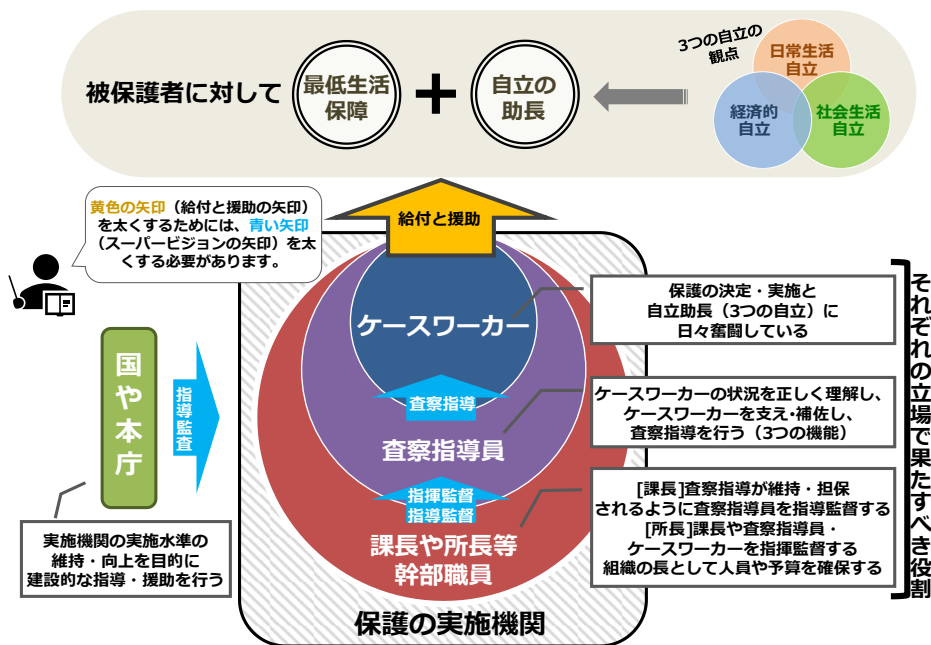 被保護者に対して
最低生活
保障
+
自立の
助長
3つの自立の
観点
日常生活
自立
経済的
自立
社会生活
自立
黄色の矢印（給付と援助の矢印）
を太くするためには、青い矢印
（スーパービジョンの矢印）を太
くする必要があります。
給付と援助
ケースワーカー
査察指導
査察指導員
指揮監督
指導監督
課長や所長等
幹部職員
保護の実施機関
国や本庁
指導監査
実施機関の実施水準の
維持・向上を目的に
建設的な指導・援助を行う
保護の決定・実施と
自立助長（3つの自立）に
日々奮闘している
ケースワーカーの状況を正しく理解し、
ケースワーカーを支え・補佐し、
査察指導を行う（3つの機能）
[課長]査察指導が維持・担保
されるように査察指導員を指導監督する
[所長]課長や査察指導員・
ケースワーカーを指揮監督する
組織の長として人員や予算を確保する
それぞれの立場で果たすべき役割